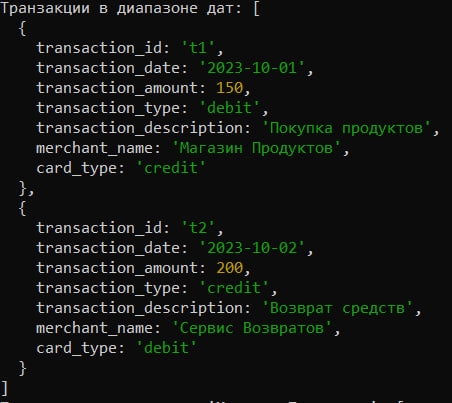 Транзакции в диапазоне дат: [
  {
    transaction_id: 't1',
    transaction_date: '2023-10-01',
    transaction_amount: 150,
    transaction_type: 'debit',
    transaction_description: 'Покупка продуктов',
    merchant_name: 'Магазин Продуктов',
    card_type: 'credit'
  },
  {
    transaction_id: 't2',
    transaction_date: '2023-10-02',
    transaction_amount: 200,
    transaction_type: 'credit',
    transaction_description: 'Возврат средств',
    merchant_name: 'Сервис Возвратов',
    card_type: 'debit'
  }
]